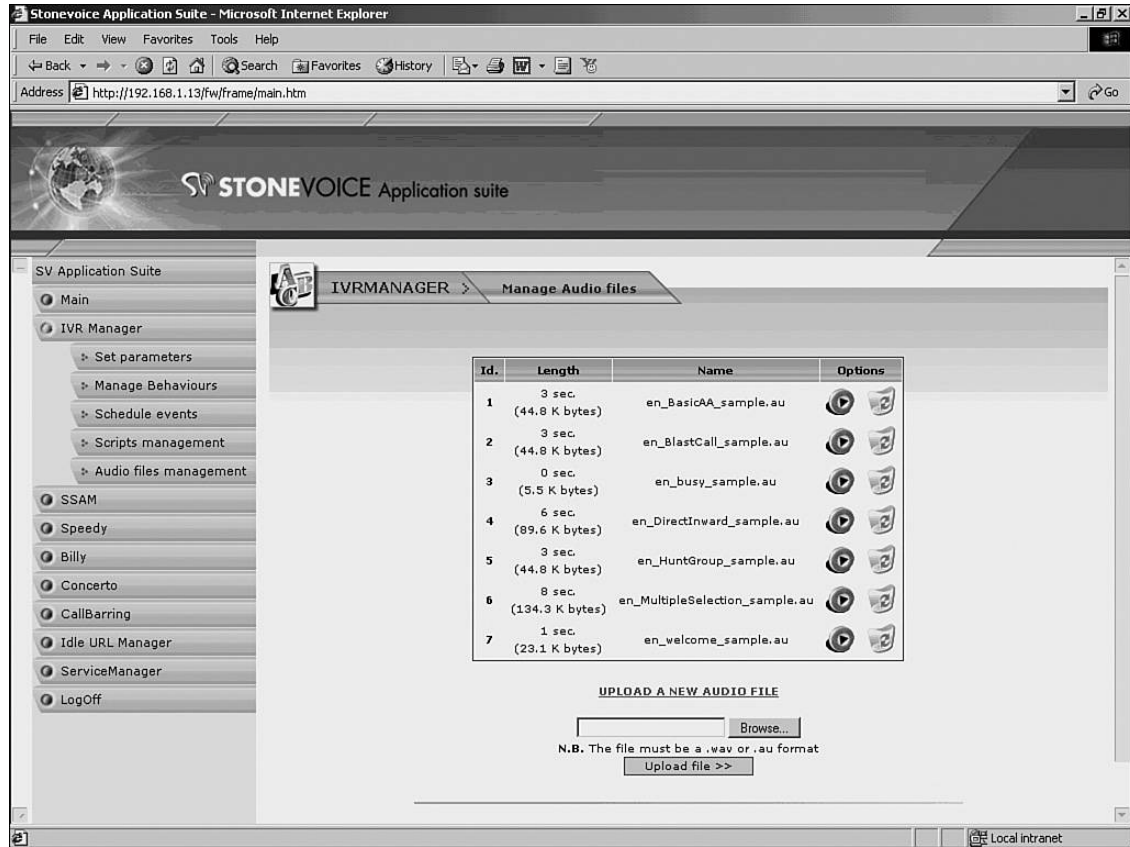 Stonevoice Application Suite - Microsoft Internet Explorer
File Edit View Favorites Tools Help
Back Search Favorites History
Address http://192.168.1.13/fw/frame/main.htm Go
SV STONEVOICE Application suite
SV Application Suite
Main
IVR Manager
Set parameters
Manage Behaviours
Schedule events
Scripts management
Audio files management
SSAM
Speedy
Billy
Concerto
CallBarring
Idle URL Manager
ServiceManager
LogOff
IVRMANAGER > Manage Audio files
Id. Length Name Options
1 3 sec. (44.8 K bytes) en_BasicAA_sample.au
2 3 sec. (44.8 K bytes) en_BlastCall_sample.au
3 0 sec. (5.5 K bytes) en_busy_sample.au
4 6 sec. (89.6 K bytes) en_DirectInward_sample.au
5 3 sec. (44.8 K bytes) en_HuntGroup_sample.au
6 8 sec. (134.3 K bytes) en_MultipleSelection_sample.au
7 1 sec. (23.1 K bytes) en_welcome_sample.au
UPLOAD A NEW AUDIO FILE
Browse...
N.B. The file must be a .wav or .au format
Upload file >>
Local intranet